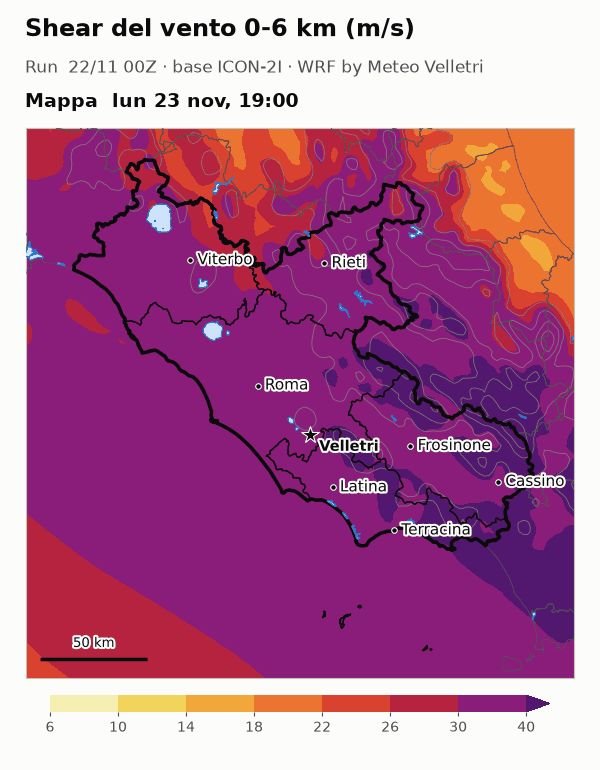 Shear del vento 0-6 km (m/s)
Run  22/11 00Z · base ICON-2I · WRF by Meteo Velletri
Mappa  lun 23 nov, 19:00
Viterbo
Rieti
Roma
Velletri
Frosinone
Cassino
Latina
Terracina
50 km
6 10 14 18 22 26 30 40